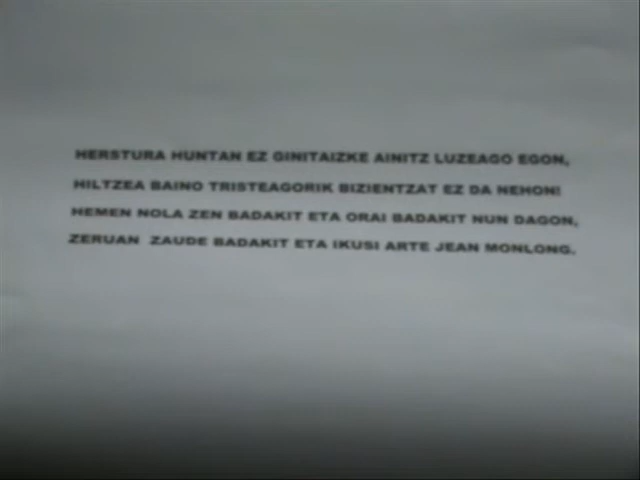 HERSTURA HUNTAN EZ GINITAIZKE AINITZ LUZEAGO EGON,
HILTZEA BAINO TRISTEAGORIK BIZIENTZAT EZ DA NEHON!
HEMEN NOLA ZEN BADAKIT ETA ORAI BADAKIT NUN DAGON,
ZERUAN ZAUDE BADAKIT ETA IKUSI ARTE JEAN MONLONG.